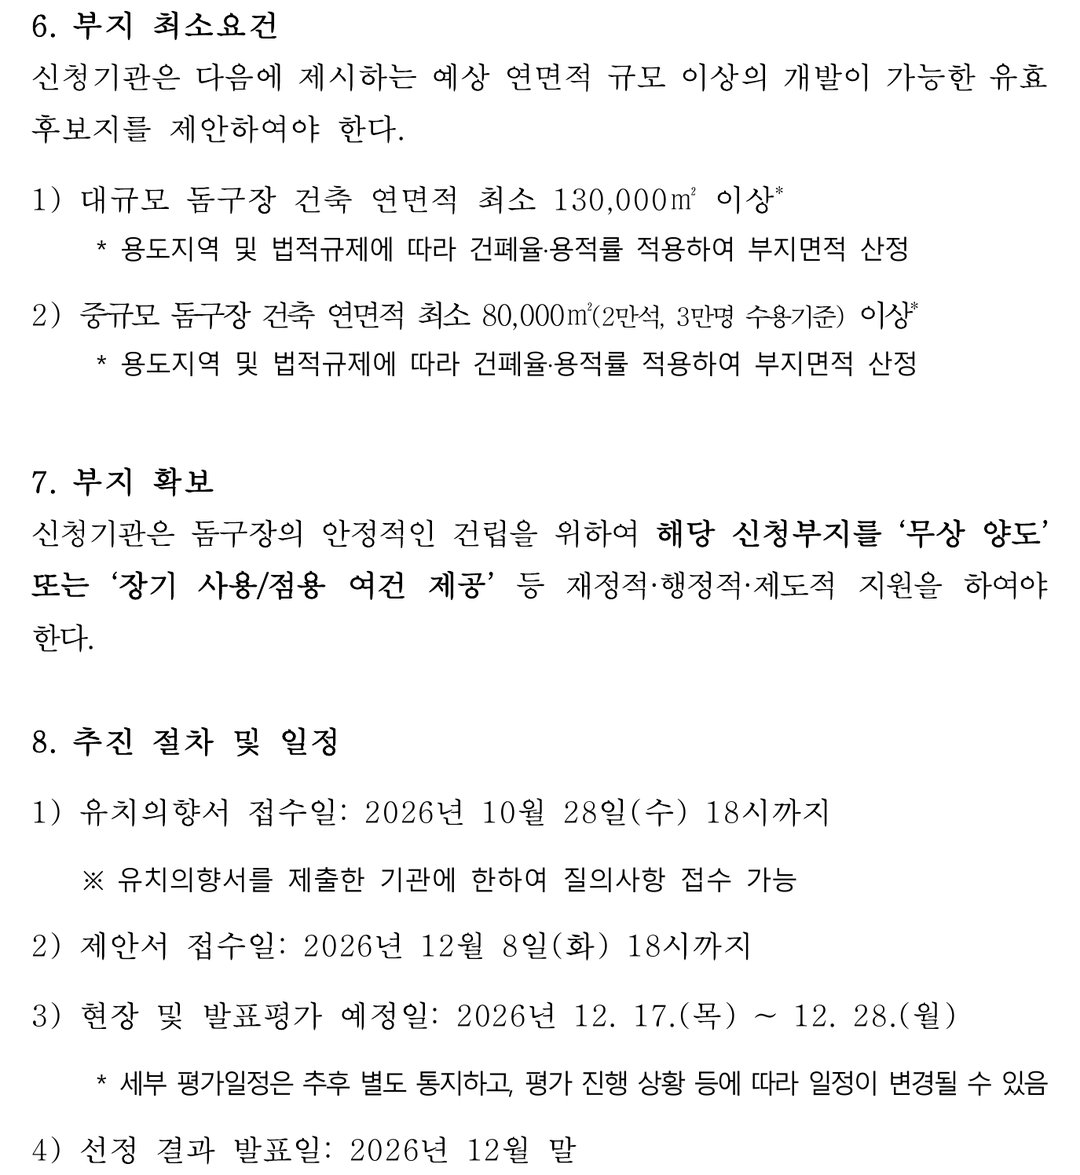 6. 부지 최소요건
신청기관은 다음에 제시하는 예상 연면적 규모 이상의 개발이 가능한 유효
후보지를 제안하여야 한다.
1) 대규모 돔구장 건축 연면적 최소 130,000㎡ 이상*
* 용도지역 및 법적규제에 따라 건폐율·용적률 적용하여 부지면적 산정
2) 중규모 돔구장 건축 연면적 최소 80,000㎡(2만석, 3만명 수용기준) 이상*
* 용도지역 및 법적규제에 따라 건폐율·용적률 적용하여 부지면적 산정
7. 부지 확보
신청기관은 돔구장의 안정적인 건립을 위하여 해당 신청부지를 ‘무상 양도’
또는 ‘장기 사용/점용 여건 제공’ 등 재정적·행정적·제도적 지원을 하여야
한다.
8. 추진 절차 및 일정
1) 유치의향서 접수일: 2026년 10월 28일(수) 18시까지
※ 유치의향서를 제출한 기관에 한하여 질의사항 접수 가능
2) 제안서 접수일: 2026년 12월 8일(화) 18시까지
3) 현장 및 발표평가 예정일: 2026년 12. 17.(목) ~ 12. 28.(월)
* 세부 평가일정은 추후 별도 통지하고, 평가 진행 상황 등에 따라 일정이 변경될 수 있음
4) 선정 결과 발표일: 2026년 12월 말